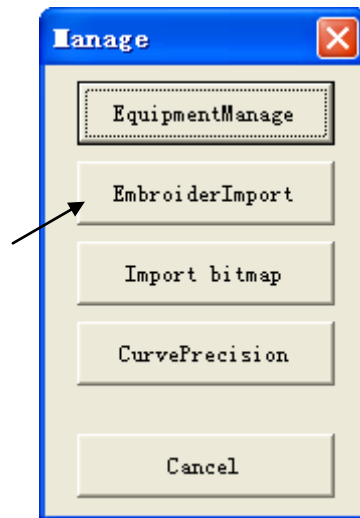 Manage
EquipmentManage
EmbroiderImport
Import bitmap
CurvePrecision
Cancel